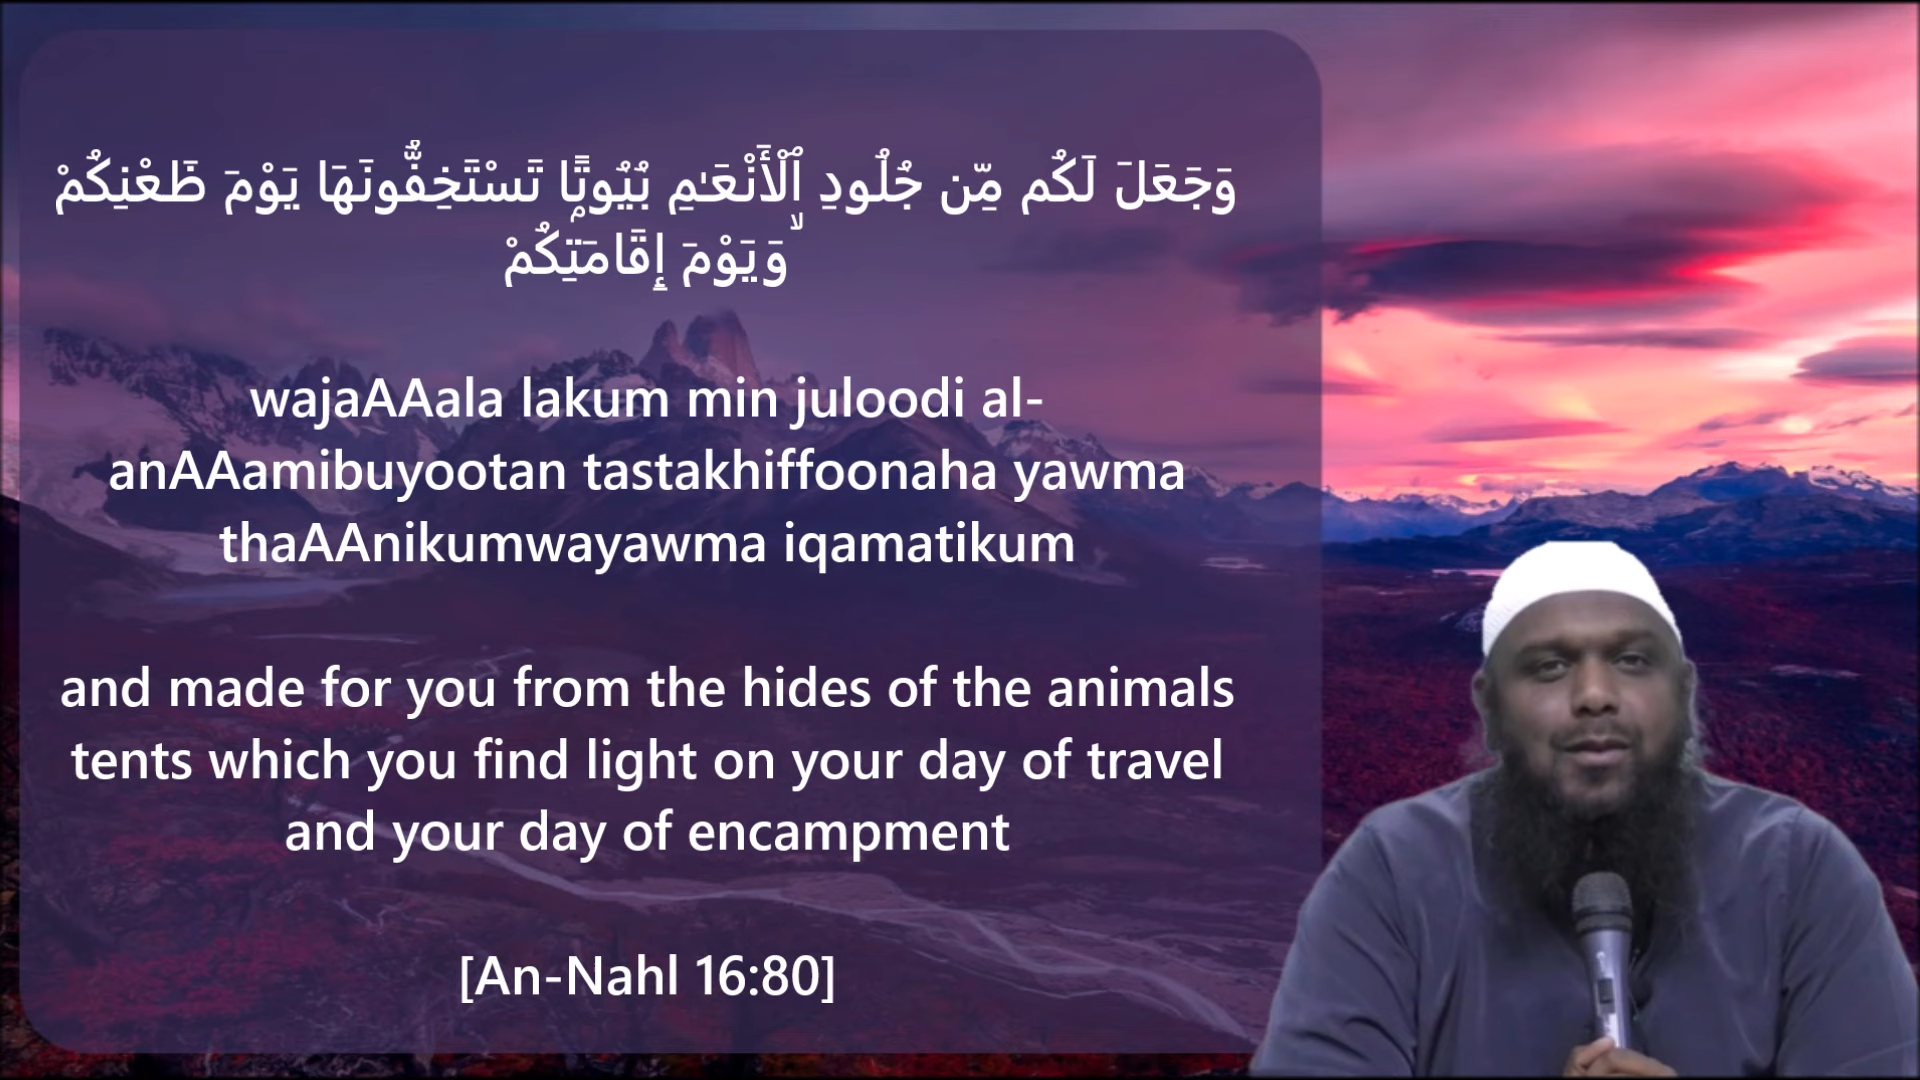 وَجَعَلَ لَكُم مِّن جُلُودِ ٱلْأَنْعَـٰمِ بُيُوتًۭا تَسْتَخِفُّونَهَا يَوْمَ ظَعْنِكُمْ
وَيَوْمَ إِقَامَتِكُمْ ۙ
wajaAAala lakum min juloodi al-
anAAamibuyootan tastakhiffoonaha yawma
thaAAnikumwayawma iqamatikum
and made for you from the hides of the animals
tents which you find light on your day of travel
and your day of encampment
[An-Nahl 16:80]